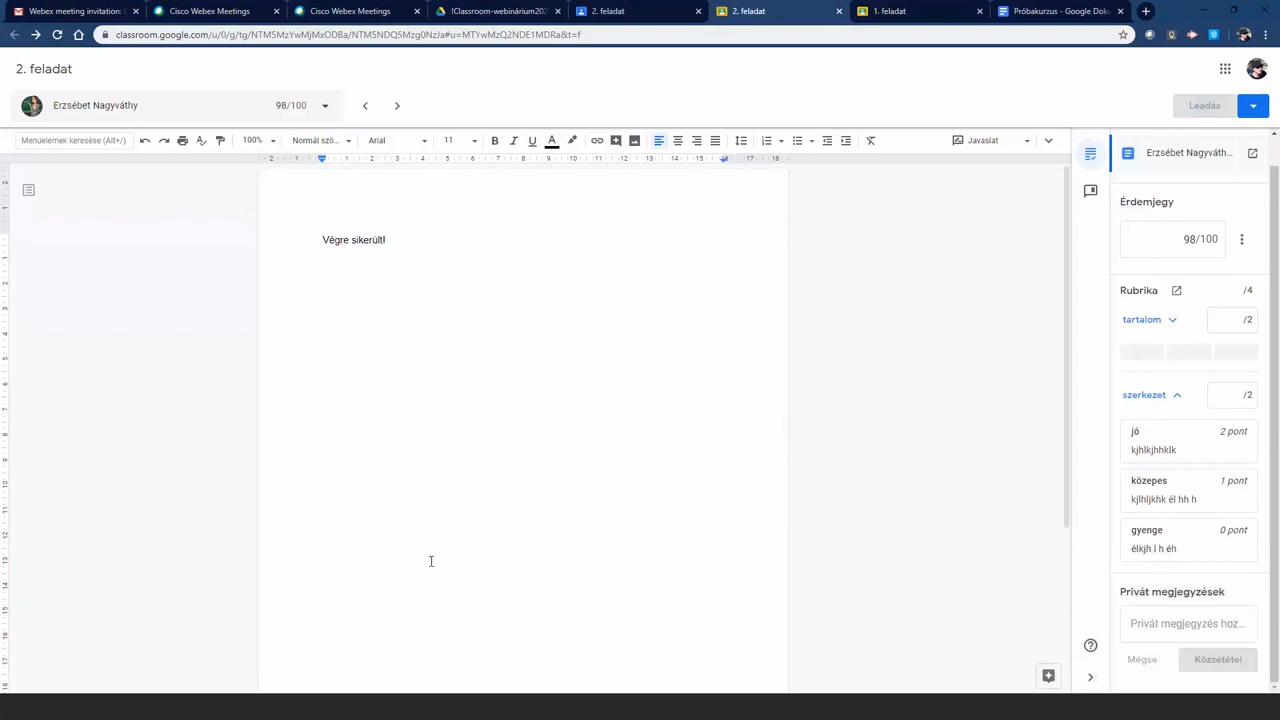 Webex meeting invitation:
Cisco Webex Meetings
Cisco Webex Meetings
!Classroom-webinárium202
2. feladat
2. feladat
1. feladat
Próbakurzus - Google Doku
classroom.google.com/u/0/g/tg/NTM5MzYwMjMxODBa/NTM5NDQ5Mzg0NzJa#u=MTYwMzQ2NDE1MDRa&t=f
2. feladat
Erzsébet Nagyváthy
98/100
Leadás
Menüelemek keresése (Alt+/)
100%
Normál szö...
Arial
11
Javaslat
Erzsébet Nagyváth...
Végre sikerült!
Érdemjegy
98/100
Rubrika
/4
tartalom
/2
szerkezet
/2
jó
2 pont
kjhlkjhhklk
közepes
1 pont
kjlhljkhk él hh h
gyenge
0 pont
élkjh l h éh
Privát megjegyzések
Privát megjegyzés hoz...
Mégse
Közzététel